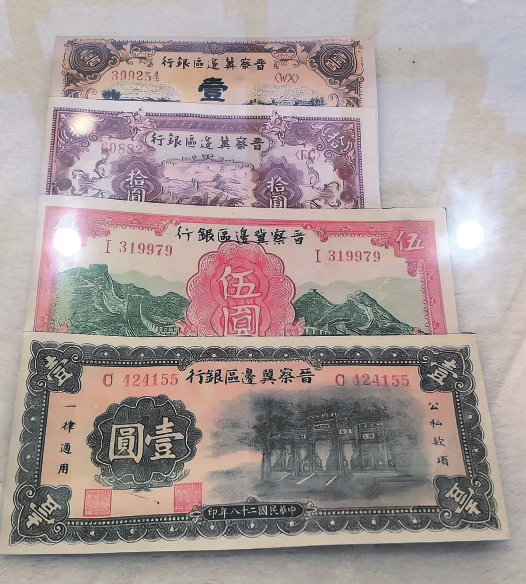 晉察冀邊區銀行
399254 〈WX〉
壹
晉察冀邊區銀行
〈FC〉
拾圓 拾圓
晉察冀邊區銀行
伍
I 319979 I 319979
伍圓
壹 壹
晉察冀邊區銀行
O 424155 O 424155
公私款項
壹圓
一律通用
壹 壹
中華民國二十八年印